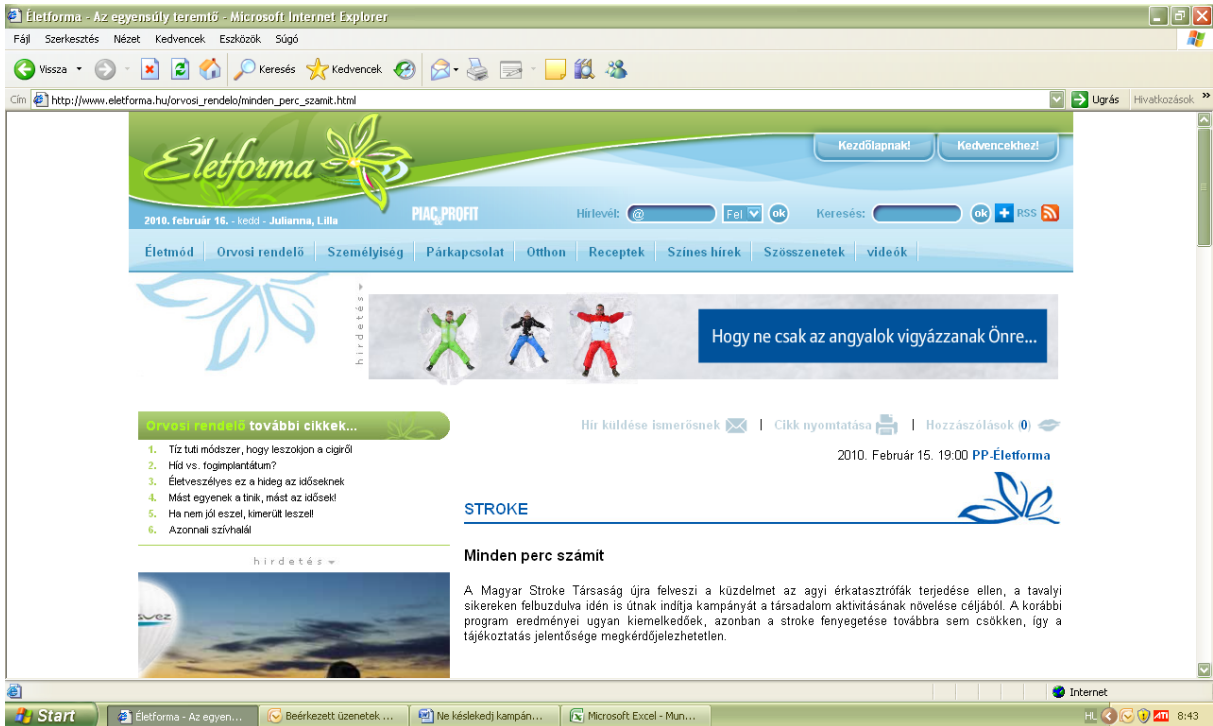 Életforma - Az egyensúly teremtő - Microsoft Internet Explorer
Fájl Szerkesztés Nézet Kedvencek Eszközök Súgó
Vissza Keresés Kedvencek
Cím http://www.eletforma.hu/orvosi_rendelo/minden_perc_szamit.html Ugrás Hivatkozások »
Életforma
Kezdőlapnak! Kedvencekhez!
2010. február 16. - kedd - Julianna, Lilla PIAC&PROFIT Hírlevél: @ Fel ok Keresés: ok RSS
Életmód Orvosi rendelő Személyiség Párkapcsolat Otthon Receptek Színes hírek Szösszenetek videók
hirdetés
Hogy ne csak az angyalok vigyázzanak Önre...
Orvosi rendelő további cikkek...
1. Tíz tuti módszer, hogy leszokjon a cigiről
2. Híd vs. fogimplantátum?
3. Életveszélyes ez a hideg az időseknek
4. Mást egyenek a tinik, mást az idősek!
5. Ha nem jól eszel, kimerült leszel!
6. Azonnali szívhalál
hirdetés
Hír küldése ismerősnek | Cikk nyomtatása | Hozzászólások (0)
2010. Február 15. 19:00 PP-Életforma
STROKE
Minden perc számít
A Magyar Stroke Társaság újra felveszi a küzdelmet az agyi érkatasztrófák terjedése ellen, a tavalyi
sikereken felbuzdulva idén is útnak indítja kampányát a társadalom aktivitásának növelése céljából. A korábbi
program eredményei ugyan kiemelkedőek, azonban a stroke fenyegetése továbbra sem csökken, így a
tájékoztatás jelentősége megkérdőjelezhetetlen.
Internet
Start Életforma - Az egyen... Beérkezett üzenetek ... Ne késlekedj kampán... Microsoft Excel - Mun... HU 8:43